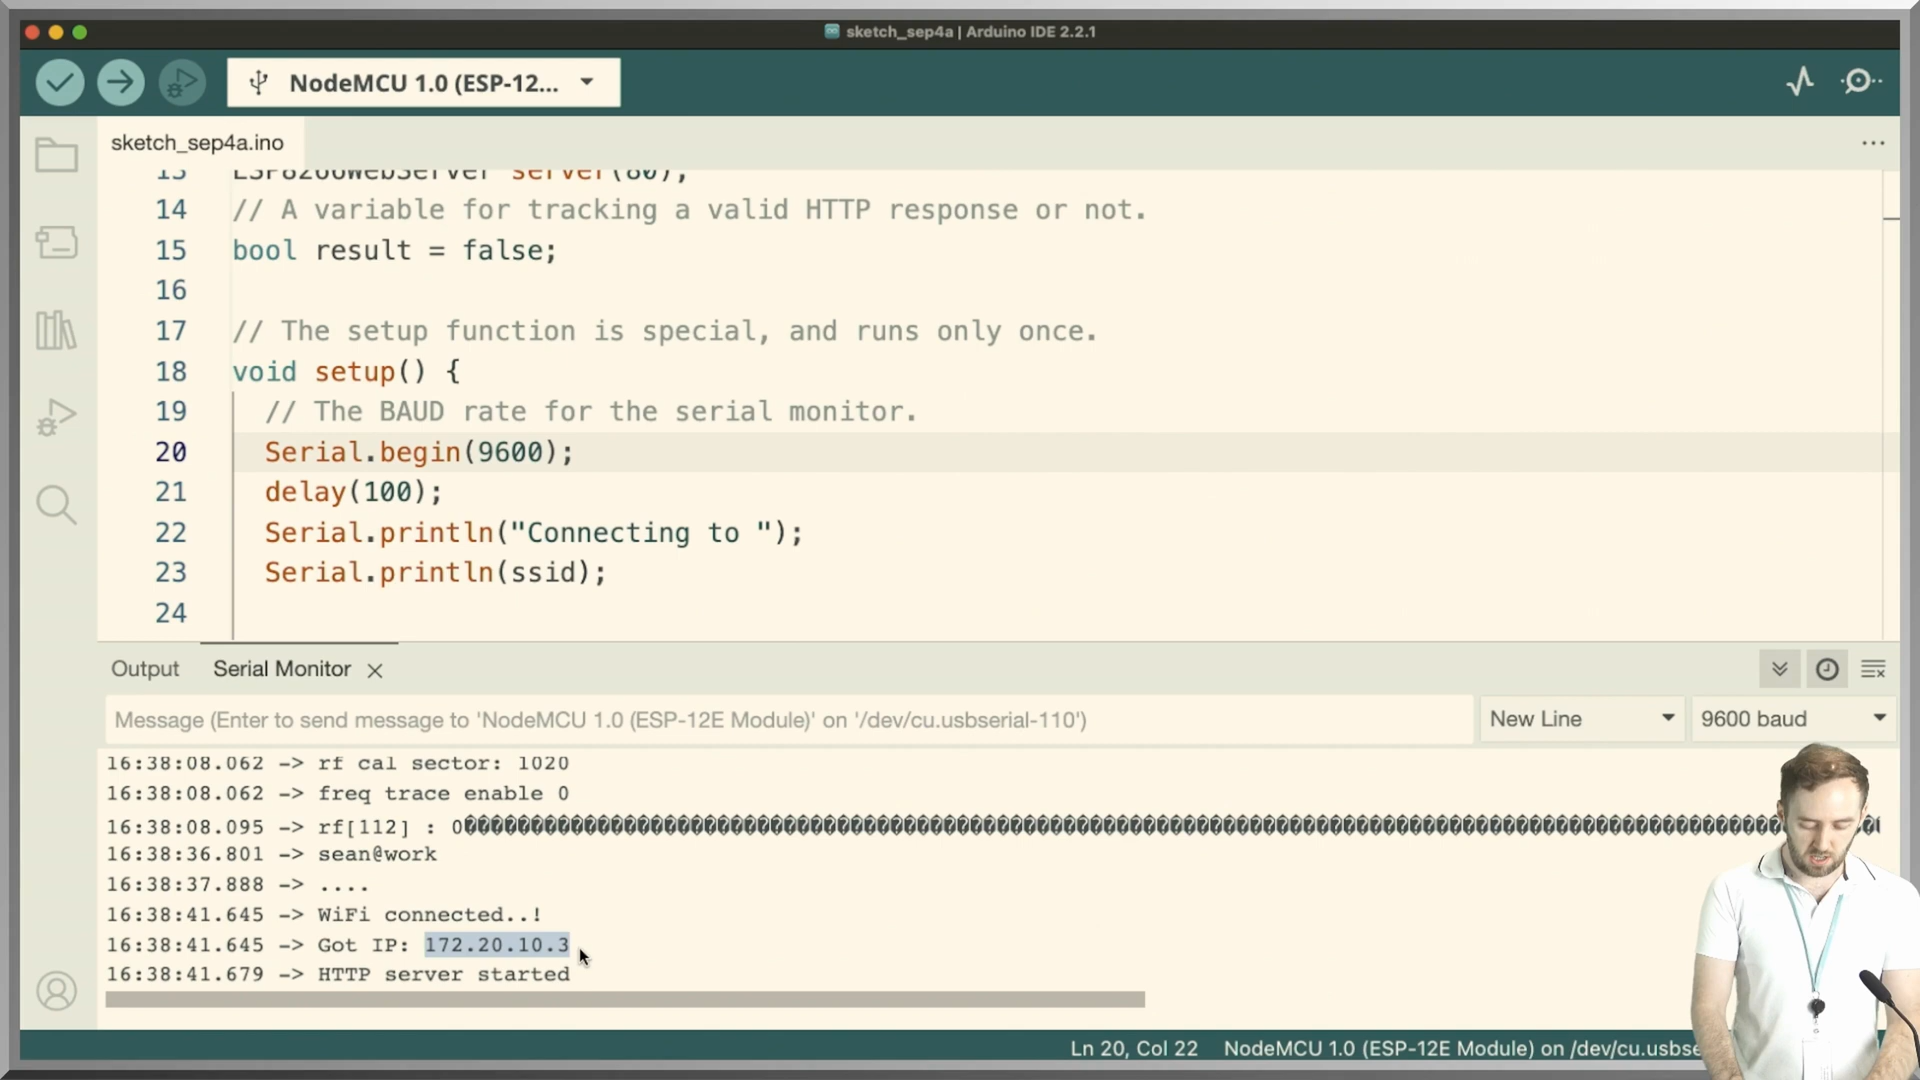 sketch_sep4a | Arduino IDE 2.2.1
NodeMCU 1.0 (ESP-12...
sketch_sep4a.ino
13 ESP8266WebServer server(80);
14 // A variable for tracking a valid HTTP response or not.
15 bool result = false;
16
17 // The setup function is special, and runs only once.
18 void setup() {
19 // The BAUD rate for the serial monitor.
20 Serial.begin(9600);
21 delay(100);
22 Serial.println("Connecting to ");
23 Serial.println(ssid);
24
Output Serial Monitor
Message (Enter to send message to 'NodeMCU 1.0 (ESP-12E Module)' on '/dev/cu.usbserial-110') New Line 9600 baud
16:38:08.062 -> rf cal sector: 1020
16:38:08.062 -> freq trace enable 0
16:38:08.095 -> rf[112] : 0
16:38:36.801 -> sean@work
16:38:37.888 -> ....
16:38:41.645 -> WiFi connected..!
16:38:41.645 -> Got IP: 172.20.10.3
16:38:41.679 -> HTTP server started
Ln 20, Col 22 NodeMCU 1.0 (ESP-12E Module) on /dev/cu.usbse